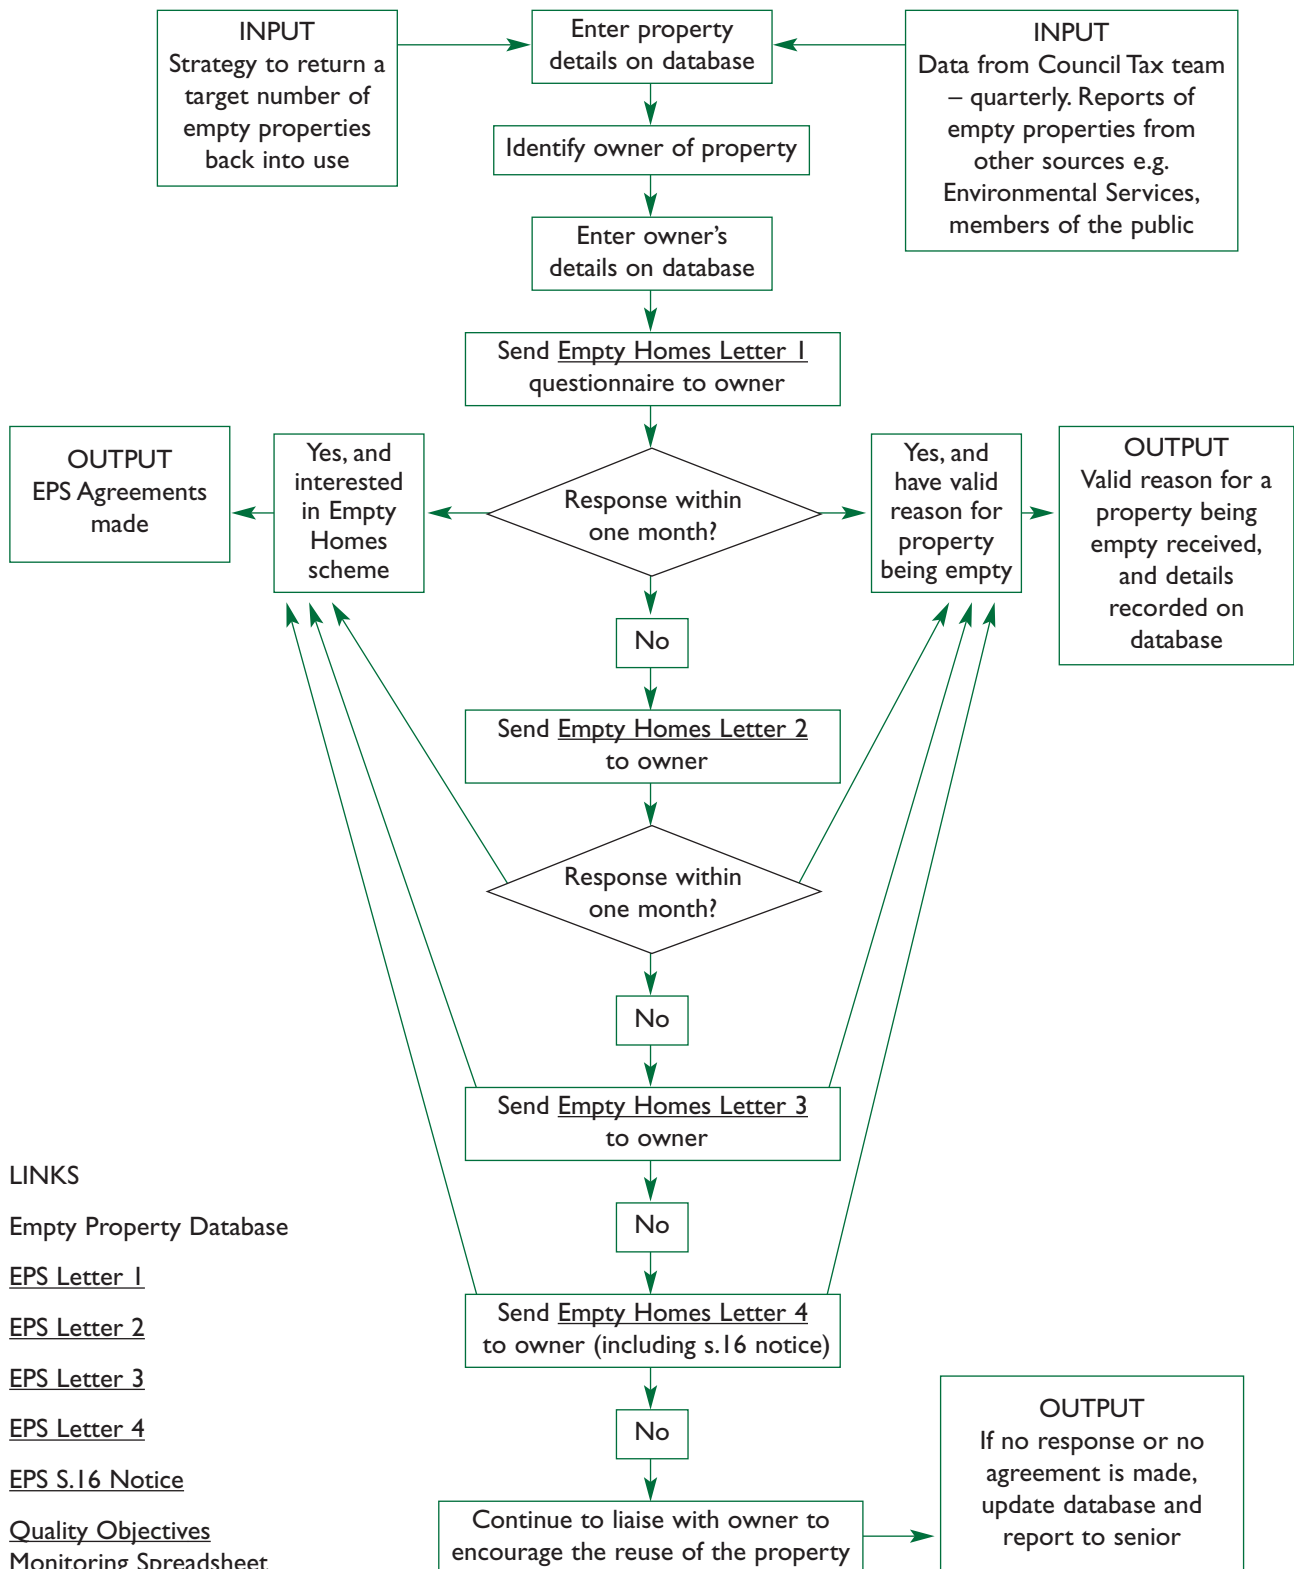 INPUT
Strategy to return a
target number of
empty properties
back into use
Enter property
details on database
INPUT
Data from Council Tax team
– quarterly. Reports of
empty properties from
other sources e.g.
Environmental Services,
members of the public
Identify owner of property
Enter owner’s
details on database
Send Empty Homes Letter 1
questionnaire to owner
OUTPUT
EPS Agreements
made
Yes, and
interested
in Empty
Homes
scheme
Response within
one month?
Yes, and
have valid
reason for
property
being empty
OUTPUT
Valid reason for a
property being
empty received,
and details
recorded on
database
No
Send Empty Homes Letter 2
to owner
Response within
one month?
No
Send Empty Homes Letter 3
to owner
No
Send Empty Homes Letter 4
to owner (including s.16 notice)
No
Continue to liaise with owner to
encourage the reuse of the property
OUTPUT
If no response or no
agreement is made,
update database and
report to senior
LINKS
Empty Property Database
EPS Letter 1
EPS Letter 2
EPS Letter 3
EPS Letter 4
EPS S.16 Notice
Quality Objectives
Monitoring Spreadsheet